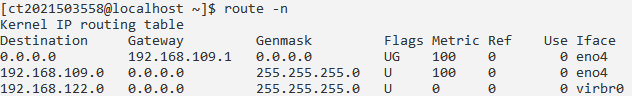 [ct2021503558@localhost ~]$ route -n
Kernel IP routing table
Destination     Gateway         Genmask         Flags Metric Ref    Use Iface
0.0.0.0         192.168.109.1   0.0.0.0         UG    100    0        0 eno4
192.168.109.0   0.0.0.0         255.255.255.0   U     100    0        0 eno4
192.168.122.0   0.0.0.0         255.255.255.0   U     0      0        0 virbr0